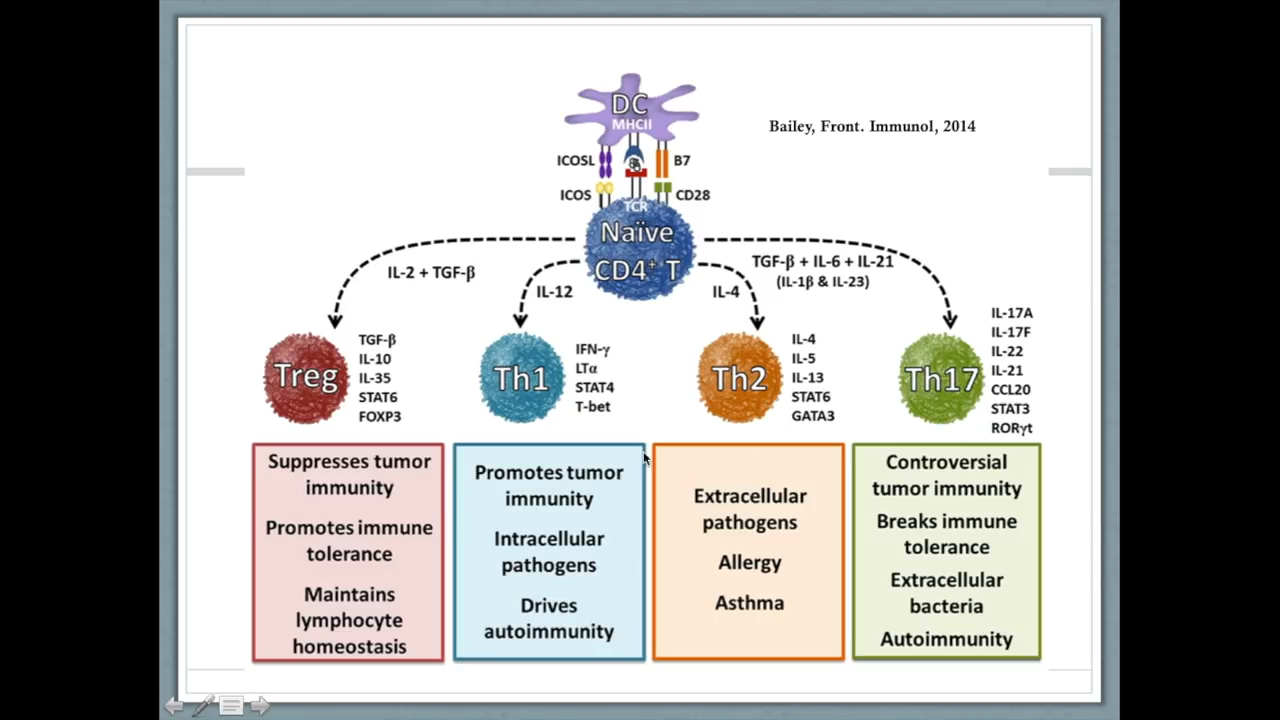 DC
MHCII
Bailey, Front. Immunol, 2014
ICOSL
B7
ICOS
CD28
TCR
Naïve
CD4⁺ T
IL-2 + TGF-β
IL-12
IL-4
TGF-β + IL-6 + IL-21
(IL-1β & IL-23)
Treg
TGF-β
IL-10
IL-35
STAT6
FOXP3
Th1
IFN-γ
LTα
STAT4
T-bet
Th2
IL-4
IL-5
IL-13
STAT6
GATA3
Th17
IL-17A
IL-17F
IL-22
IL-21
CCL20
STAT3
RORγt
Suppresses tumor
immunity
Promotes immune
tolerance
Maintains
lymphocyte
homeostasis
Promotes tumor
immunity
Intracellular
pathogens
Drives
autoimmunity
Extracellular
pathogens
Allergy
Asthma
Controversial
tumor immunity
Breaks immune
tolerance
Extracellular
bacteria
Autoimmunity